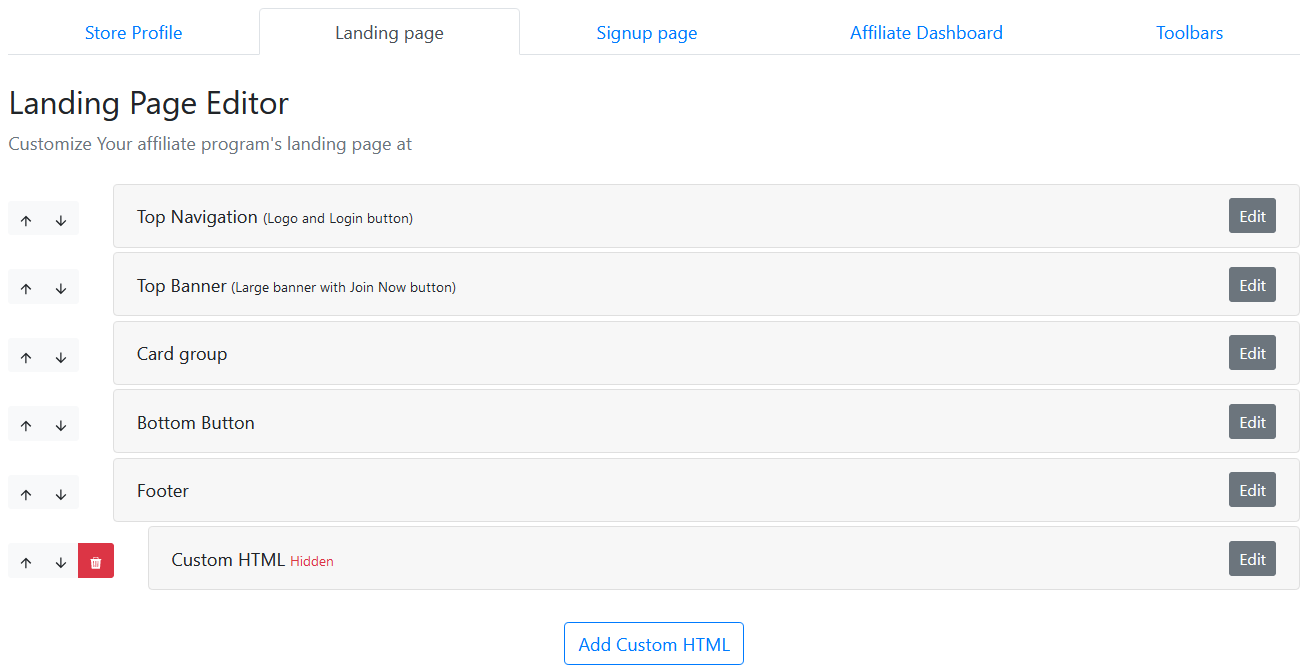 Store Profile Landing page Signup page Affiliate Dashboard Toolbars
Landing Page Editor
Customize Your affiliate program's landing page at
Top Navigation (Logo and Login button) Edit
Top Banner (Large banner with Join Now button) Edit
Card group Edit
Bottom Button Edit
Footer Edit
Custom HTML Hidden Edit
Add Custom HTML